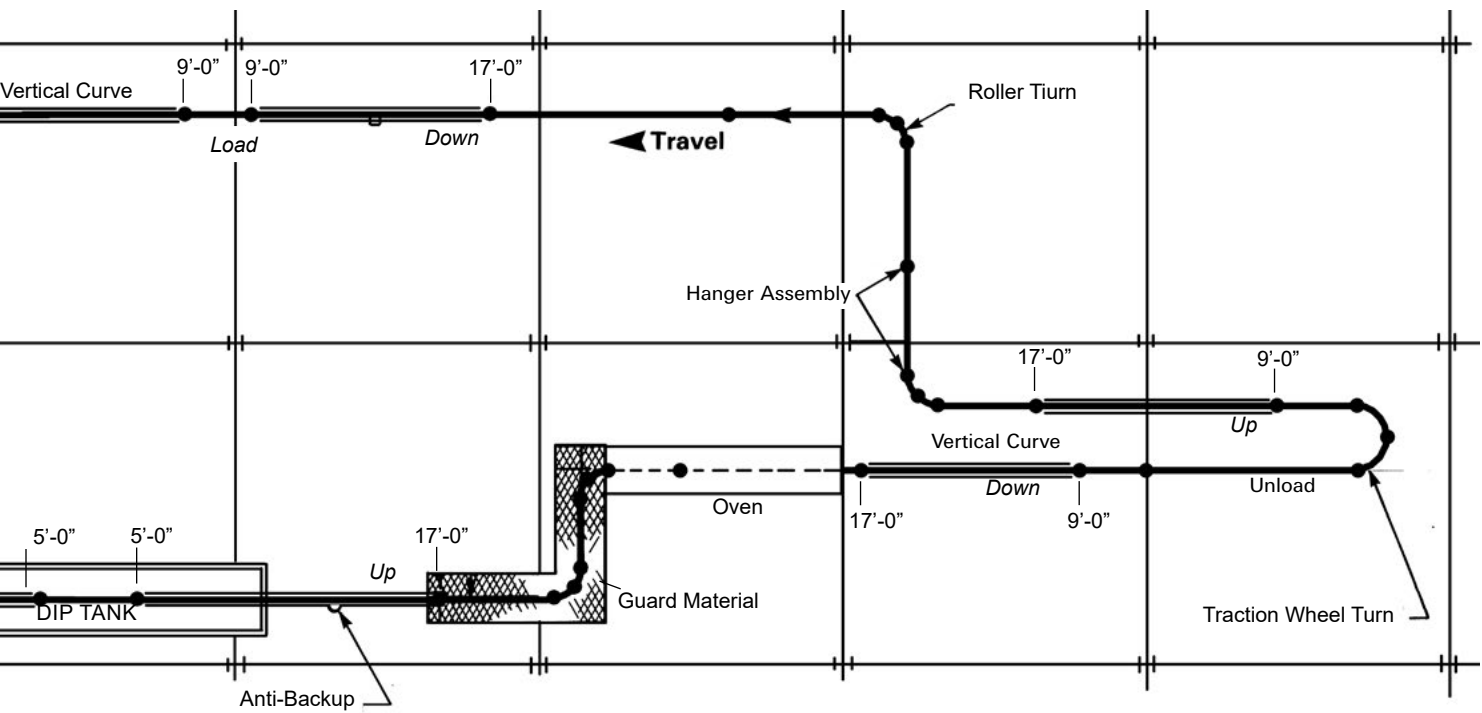 9’-0” 9’-0” 17’-0”
Vertical Curve
Roller Tiurn
Load
Down
Travel
Hanger Assembly
17’-0” 9’-0”
Up
Vertical Curve
Down
Unload
Oven
17’-0” 9’-0”
5’-0” 5’-0” 17’-0”
Up
DIP TANK
Guard Material
Traction Wheel Turn
Anti-Backup